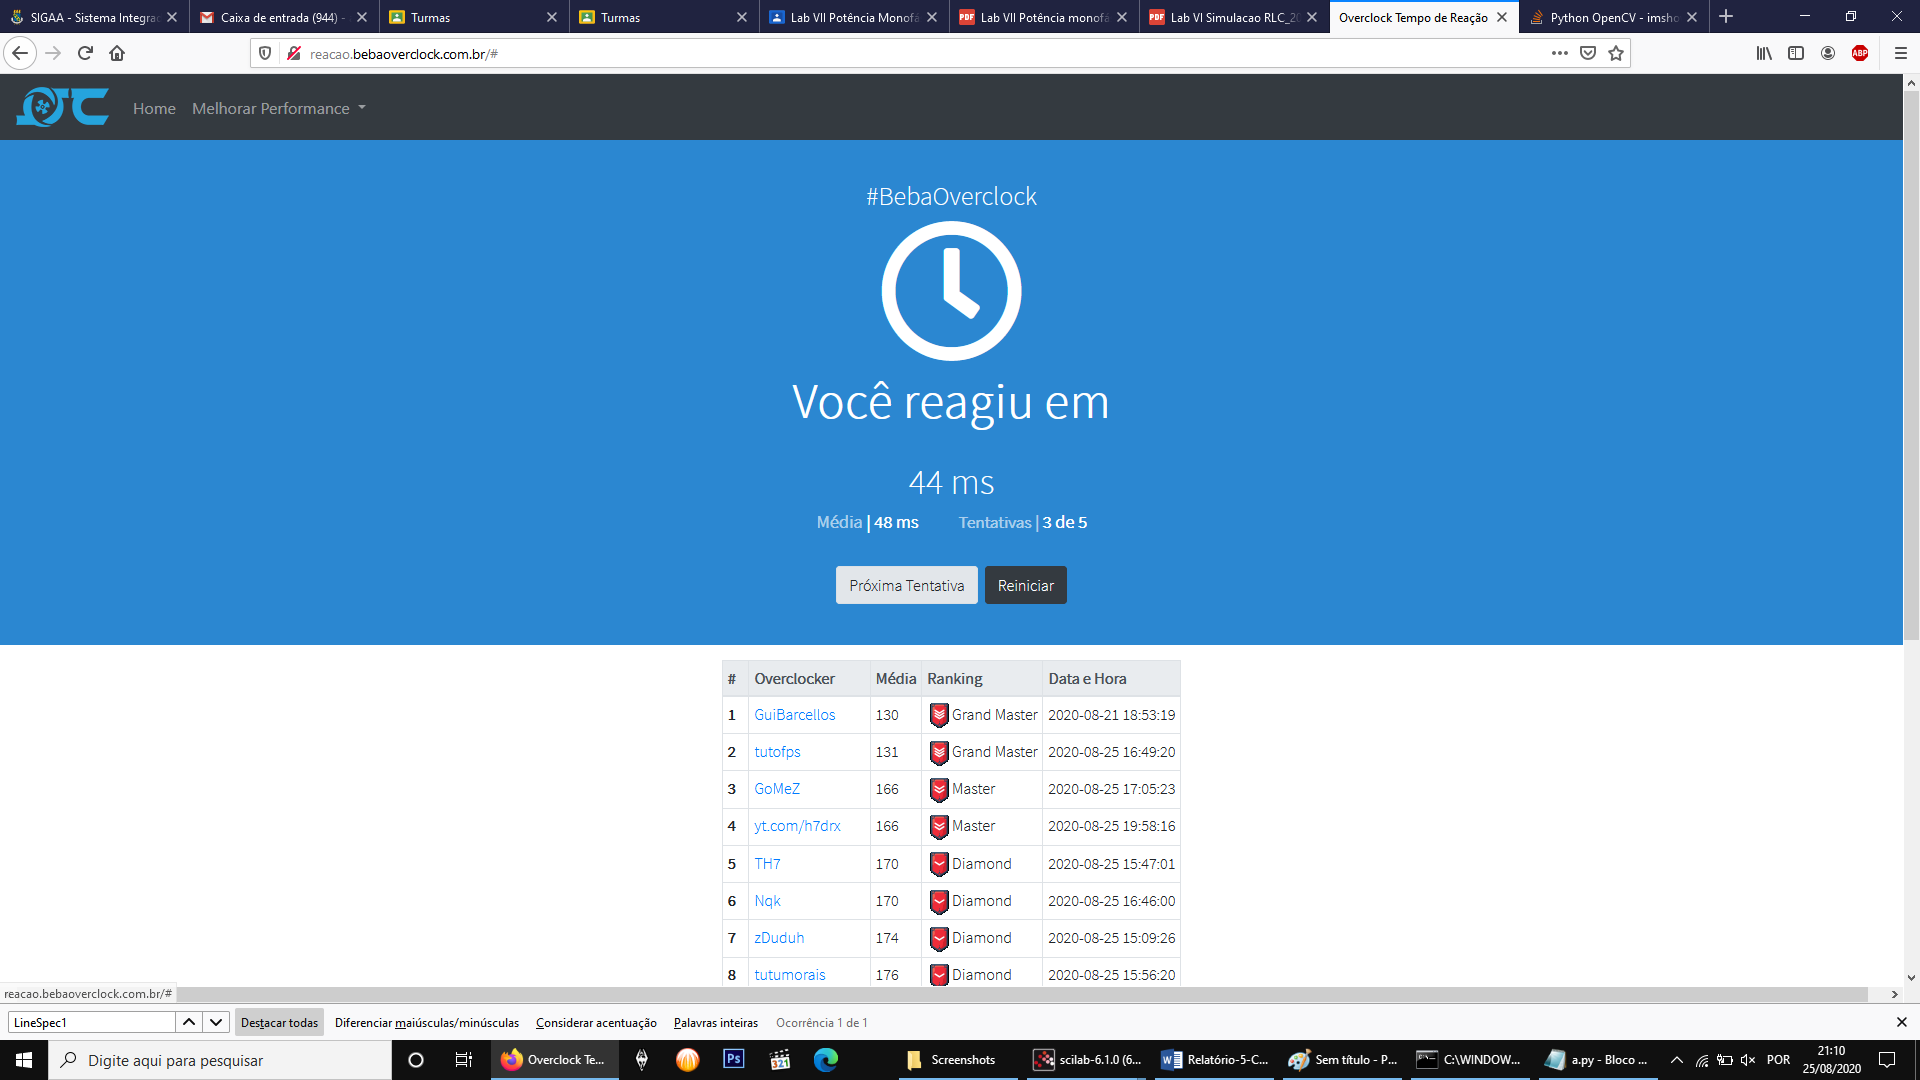 SIGAA - Sistema Integrac
Caixa de entrada (944) -
Turmas
Turmas
Lab VII Potência Monofá
Lab VII Potência monofá
Lab VI Simulacao RLC_20
Overclock Tempo de Reação
Python OpenCV - imsho
reacao.bebaoverclock.com.br/#
ABP
Home
Melhorar Performance
#BebaOverclock
Você reagiu em
44 ms
Média | 48 ms
Tentativas | 3 de 5
Próxima Tentativa
Reiniciar
# Overclocker Média Ranking Data e Hora
1 GuiBarcellos 130 Grand Master 2020-08-21 18:53:19
2 tutofps 131 Grand Master 2020-08-25 16:49:20
3 GoMeZ 166 Master 2020-08-25 17:05:23
4 yt.com/h7drx 166 Master 2020-08-25 19:58:16
5 TH7 170 Diamond 2020-08-25 15:47:01
6 Nqk 170 Diamond 2020-08-25 16:46:00
7 zDuduh 174 Diamond 2020-08-25 15:09:26
8 tutumorais 176 Diamond 2020-08-25 15:56:20
reacao.bebaoverclock.com.br/#
LineSpec1
Destacar todas
Diferenciar maiúsculas/minúsculas
Considerar acentuação
Palavras inteiras
Ocorrência 1 de 1
Digite aqui para pesquisar
Overclock Te...
Ps
321
Screenshots
scilab-6.1.0 (6...
Relatório-5-C...
Sem título - P...
C:\WINDOW...
a.py - Bloco ...
POR
21:10
25/08/2020